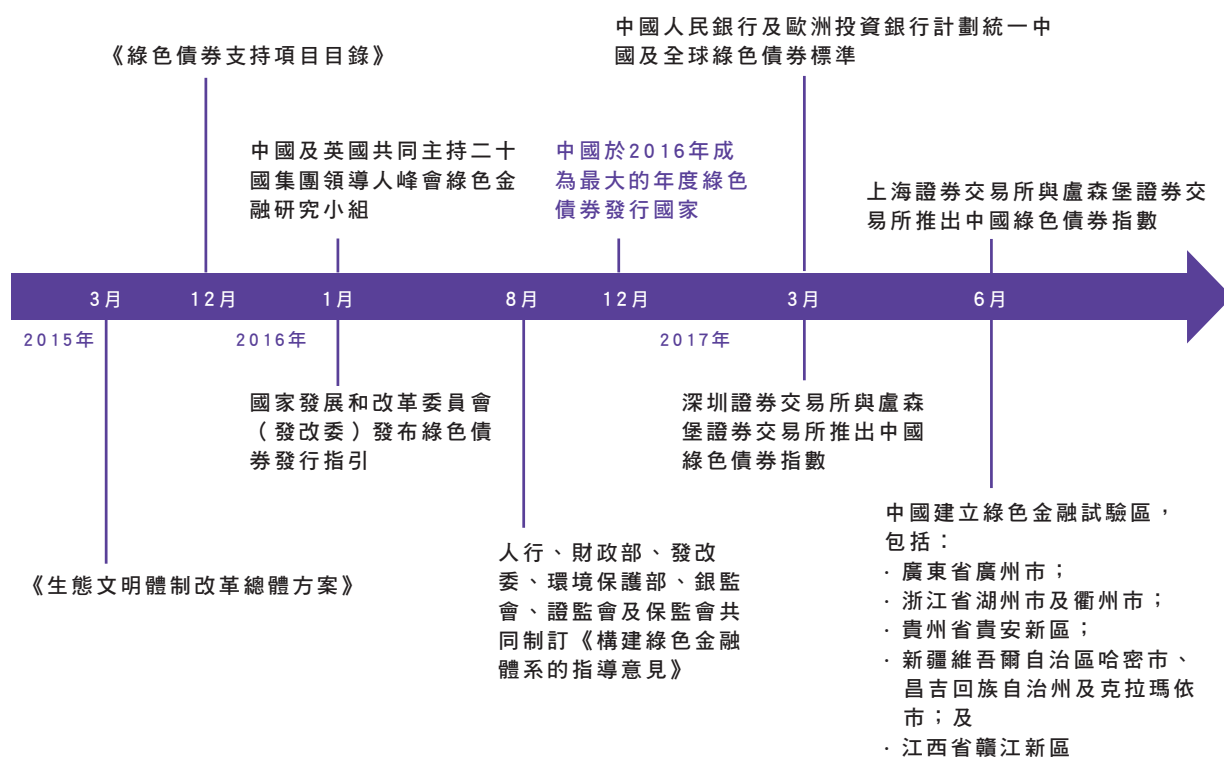 中國人民銀行及歐洲投資銀行計劃統一中
國及全球綠色債券標準
《綠色債券支持項目目錄》
中國及英國共同主持二十
國集團領導人峰會綠色金
融研究小組
中國於2016年成
為最大的年度綠色
債券發行國家
上海證券交易所與盧森堡證券交
易所推出中國綠色債券指數
3月 12月 1月 8月 12月 3月 6月
2015年 2016年 2017年
國家發展和改革委員會
（發改委）發布綠色債
券發行指引
深圳證券交易所與盧森
堡證券交易所推出中國
綠色債券指數
《生態文明體制改革總體方案》
人行、財政部、發改
委、環境保護部、銀監
會、證監會及保監會共
同制訂《構建綠色金融
體系的指導意見》
中國建立綠色金融試驗區，
包括：
· 廣東省廣州市；
· 浙江省湖州市及衢州市；
· 貴州省貴安新區；
· 新疆維吾爾自治區哈密市、
昌吉回族自治州及克拉瑪依
市；及
· 江西省贛江新區